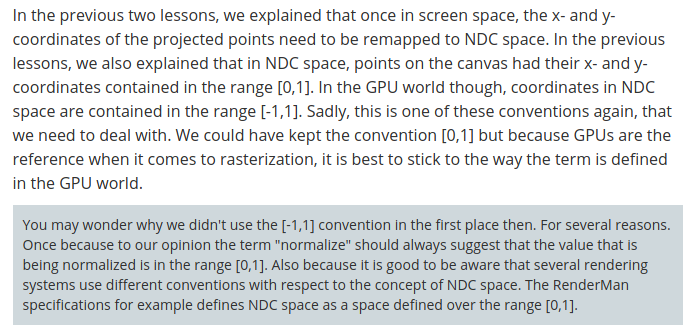 In the previous two lessons, we explained that once in screen space, the x- and y-
coordinates of the projected points need to be remapped to NDC space. In the previous
lessons, we also explained that in NDC space, points on the canvas had their x- and y-
coordinates contained in the range [0,1]. In the GPU world though, coordinates in NDC
space are contained in the range [-1,1]. Sadly, this is one of these conventions again, that
we need to deal with. We could have kept the convention [0,1] but because GPUs are the
reference when it comes to rasterization, it is best to stick to the way the term is defined
in the GPU world.
You may wonder why we didn't use the [-1,1] convention in the first place then. For several reasons.
Once because to our opinion the term "normalize" should always suggest that the value that is
being normalized is in the range [0,1]. Also because it is good to be aware that several rendering
systems use different conventions with respect to the concept of NDC space. The RenderMan
specifications for example defines NDC space as a space defined over the range [0,1].